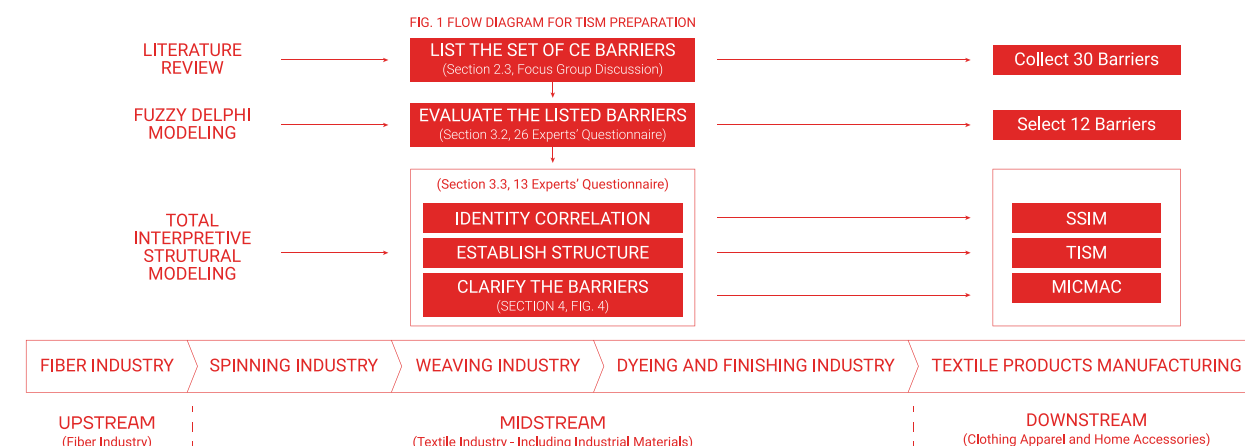 FIG. 1 FLOW DIAGRAM FOR TISM PREPARATION
LITERATURE
REVIEW
LIST THE SET OF CE BARRIERS
(Section 2.3, Focus Group Discussion)
Collect 30 Barriers
FUZZY DELPHI
MODELING
EVALUATE THE LISTED BARRIERS
(Section 3.2, 26 Experts' Questionnaire)
Select 12 Barriers
TOTAL
INTERPRETIVE
STRUTURAL
MODELING
(Section 3.3, 13 Experts' Questionnaire)
IDENTITY CORRELATION
ESTABLISH STRUCTURE
CLARIFY THE BARRIERS
(SECTION 4, FIG. 4)
SSIM
TISM
MICMAC
FIBER INDUSTRY
SPINNING INDUSTRY
WEAVING INDUSTRY
DYEING AND FINISHING INDUSTRY
TEXTILE PRODUCTS MANUFACTURING
UPSTREAM
(Fiber Industry)
MIDSTREAM
(Textile Industry - Including Industrial Materials)
DOWNSTREAM
(Clothing Apparel and Home Accessories)